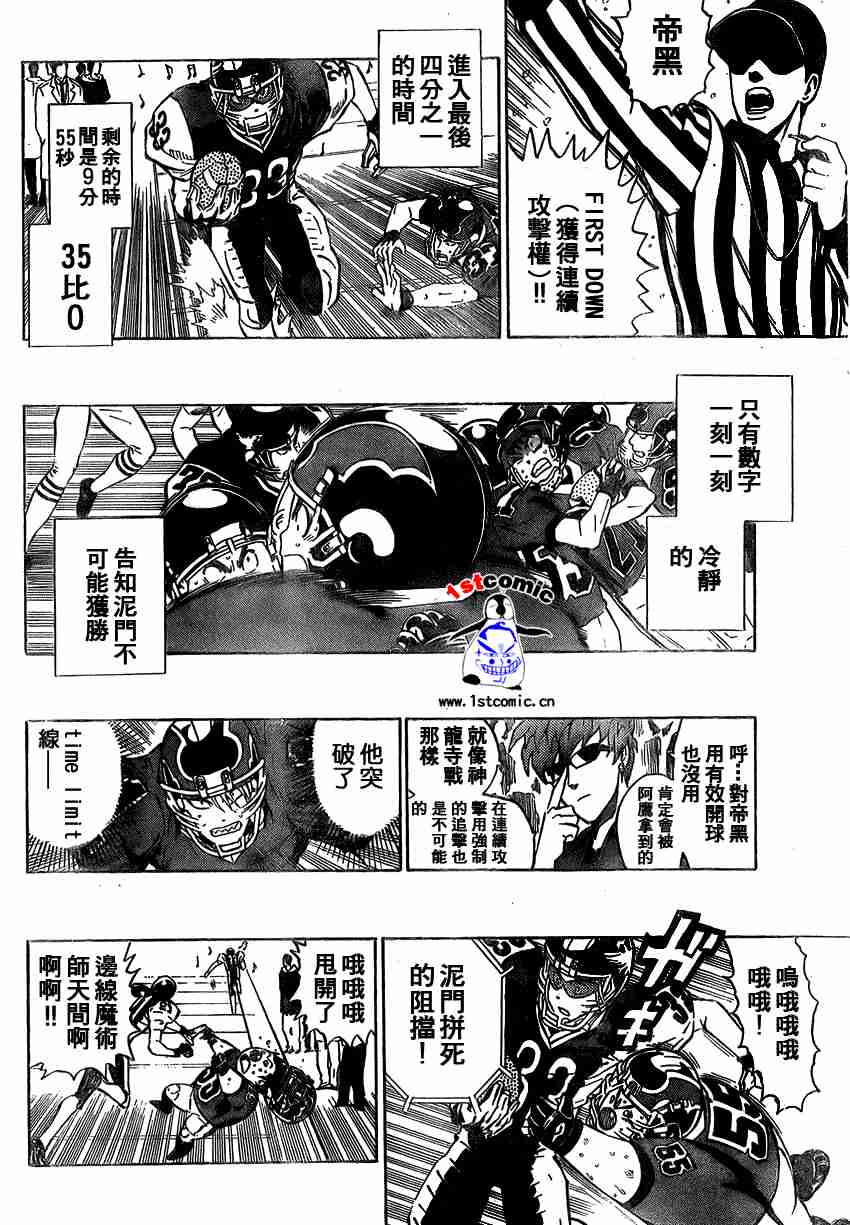 帝黑
FIRST DOWN
(獲得連續
攻擊權)!!
進入最後
四分之一
的時間
剩余的時
間是9分
55秒
35
比
0
只有數字
一刻一刻
冷靜
的
告知泥門不
可能獲勝
1stcomic
www.1stcomic.cn
呼…對帝黑
用有效開球
也沒用
肯定會被
阿鷹拿到的
就像神
龍寺戰
那樣
在連續攻
擊用強制
的追擊也
是不可能
的
他突
破了
time limit
線——
嗚哦哦哦
哦哦!
ガギ
泥門拼死
的阻擋!
哦哦哦
甩開了
邊線魔術
師天間啊
啊啊!!
33
55
33
55